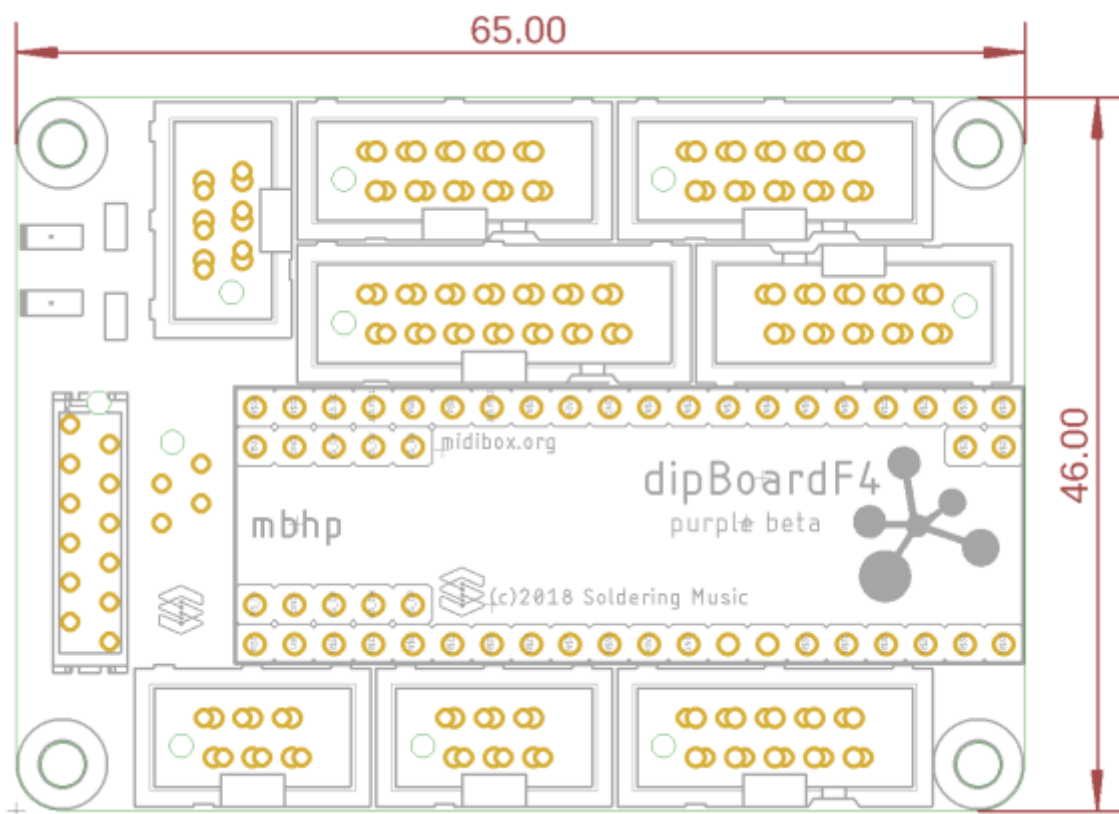 65.00
46.00
midibox.org
dipBoardF4
purple beta
mbhp
(c)2018 Soldering Music